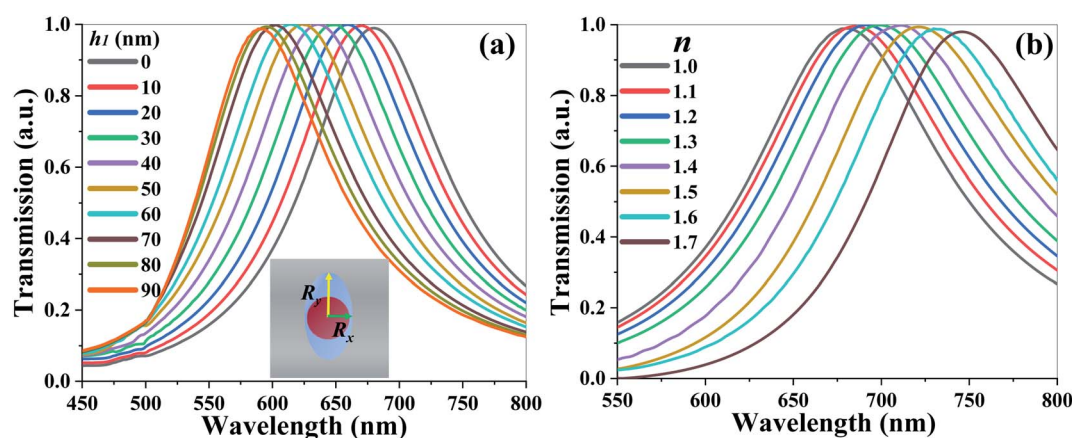 (a)
h1 (nm)
0
10
20
30
40
50
60
70
80
90
Ry
Rx
1.0
0.8
0.6
0.4
0.2
0.0
Transmission (a.u.)
450 500 550 600 650 700 750 800
Wavelength (nm)
(b)
n
1.0
1.1
1.2
1.3
1.4
1.5
1.6
1.7
1.0
0.8
0.6
0.4
0.2
0.0
Transmission (a.u.)
550 600 650 700 750 800
Wavelength (nm)